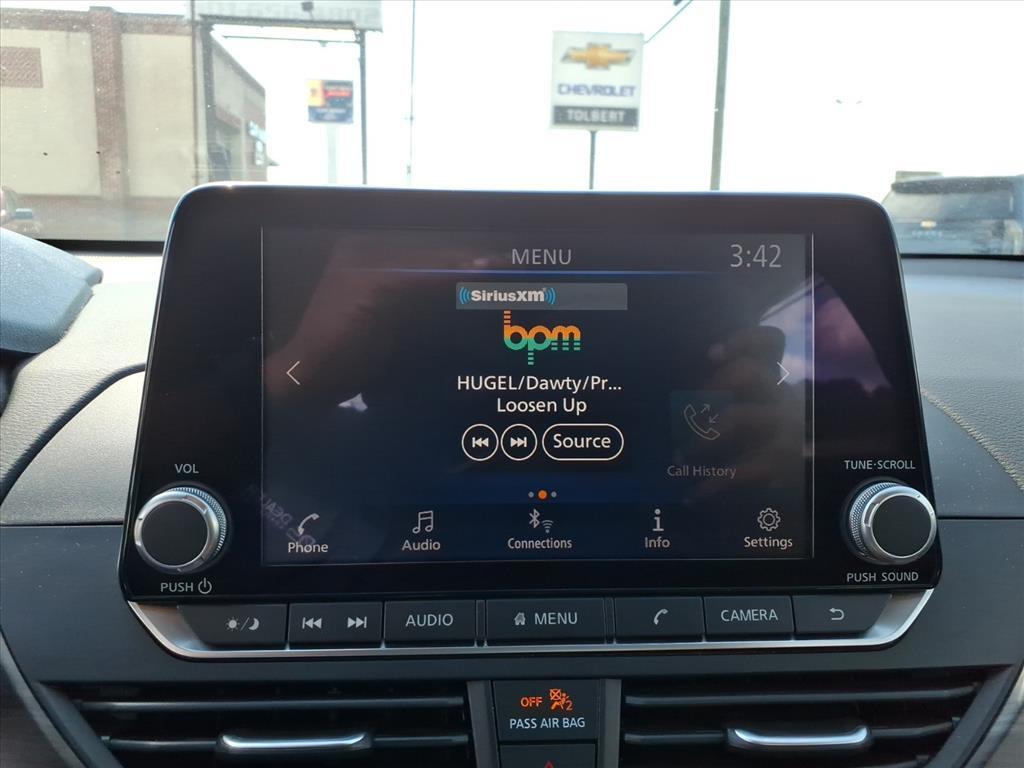 CHEVROLET
TOLBERT
MENU
3:42
SiriusXM
bpm
HUGEL/Dawty/Pr...
Loosen Up
Source
Call History
Phone
Audio
Connections
Info
Settings
VOL
PUSH
TUNE·SCROLL
PUSH SOUND
AUDIO
MENU
CAMERA
OFF
2
PASS AIR BAG